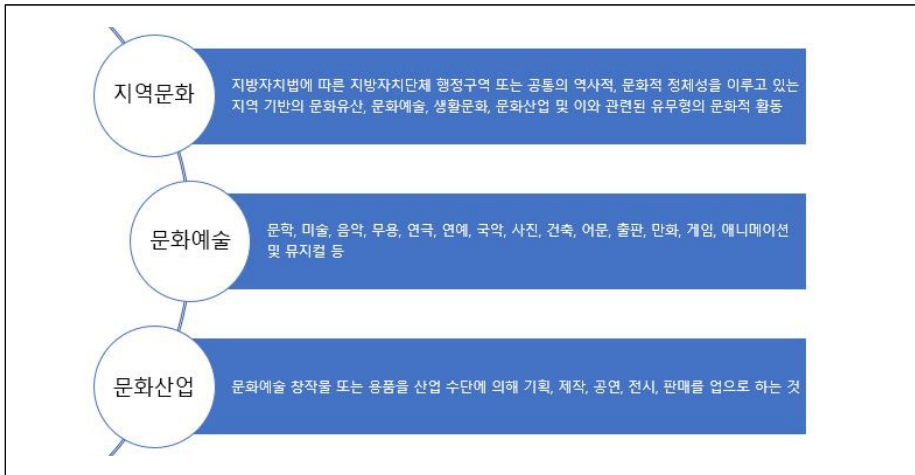 지역문화
지방자치법에 따른 지방자치단체 행정구역 또는 공통의 역사적, 문화적 정체성을 이루고 있는
지역 기반의 문화유산, 문화예술, 생활문화, 문화산업 및 이와 관련된 유무형의 문화적 활동
문화예술
문학, 미술, 음악, 무용, 연극, 연예, 국악, 사진, 건축, 어문, 출판, 만화, 게임, 애니메이션
및 뮤지컬 등
문화산업
문화예술 창작물 또는 용품을 산업 수단에 의해 기획, 제작, 공연, 전시, 판매를 업으로 하는 것